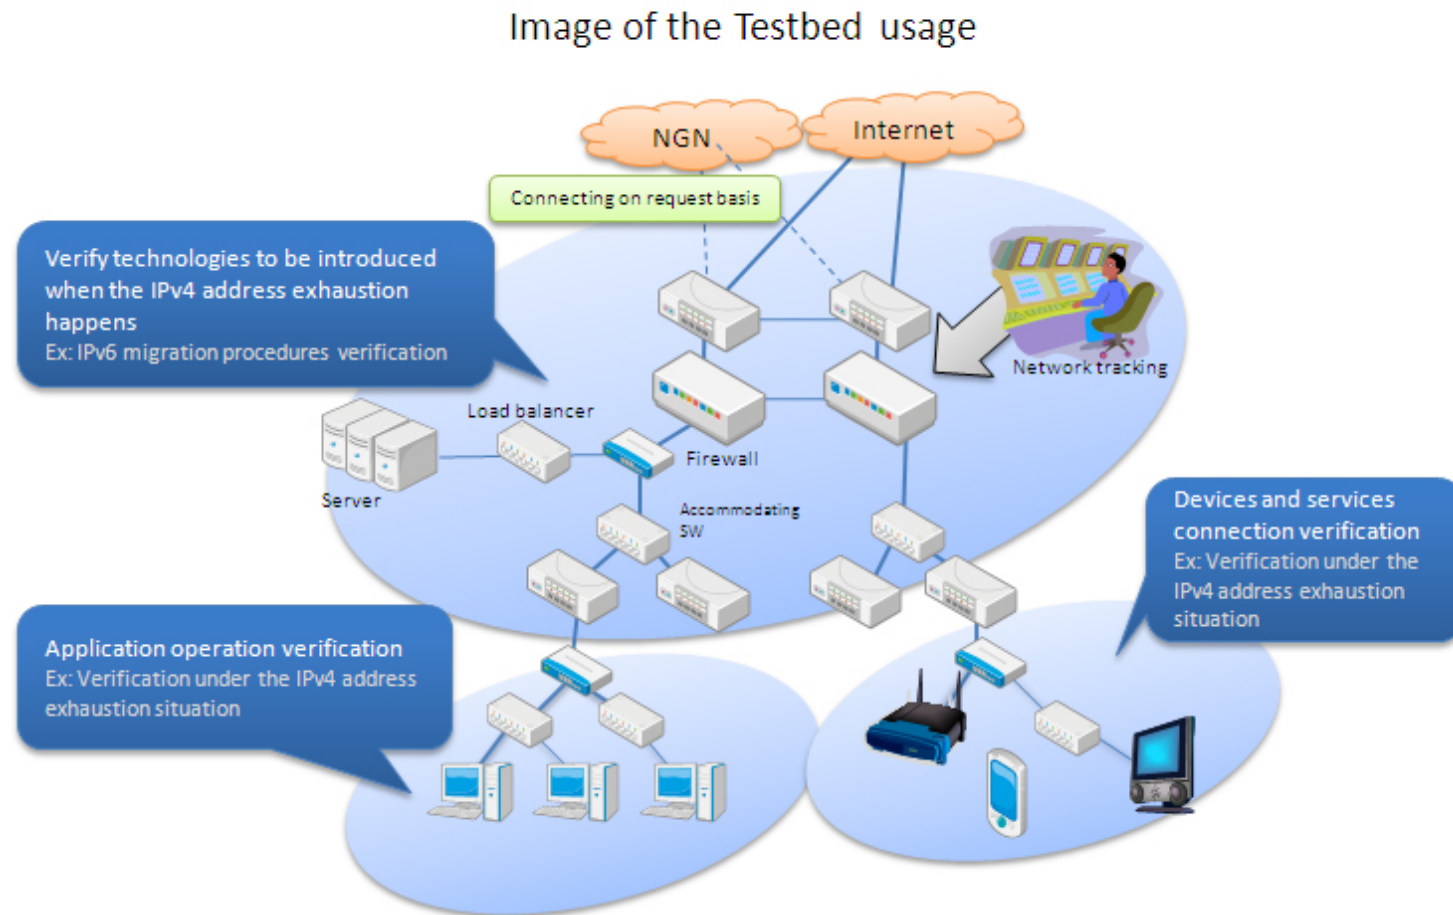 Image of the Testbed usage
NGN
Internet
Connecting on request basis
Verify technologies to be introduced
when the IPv4 address exhaustion
happens
Ex: IPv6 migration procedures verification
Network tracking
Load balancer
Firewall
Server
Accommodating
SW
Devices and services
connection verification
Ex: Verification under the
IPv4 address exhaustion
situation
Application operation verification
Ex: Verification under the IPv4 address
exhaustion situation